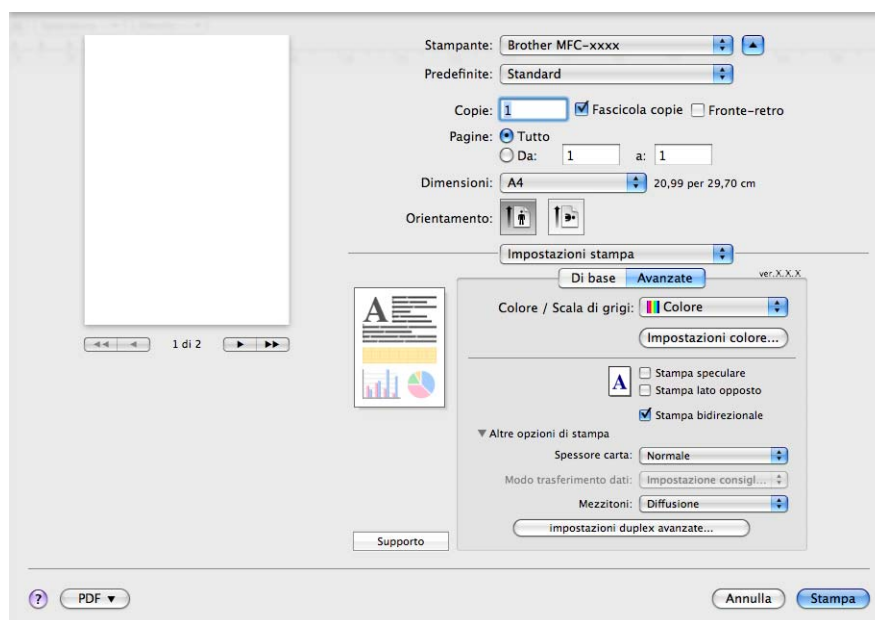 Stampante: Brother MFC-xxxx
Predefinite: Standard
Copie: 1 Fascicola copie Fronte-retro
Pagine: Tutto
Da: 1 a: 1
Dimensioni: A4 20,99 per 29,70 cm
Orientamento:
Impostazioni stampa
Di base Avanzate ver.X.X.X
Colore / Scala di grigi: Colore
Impostazioni colore...
1 di 2
A
A
Stampa speculare
Stampa lato opposto
Stampa bidirezionale
Altre opzioni di stampa
Spessore carta: Normale
Modo trasferimento dati: Impostazione consigl...
Mezzitoni: Diffusione
impostazioni duplex avanzate...
Supporto
? PDF Annulla Stampa